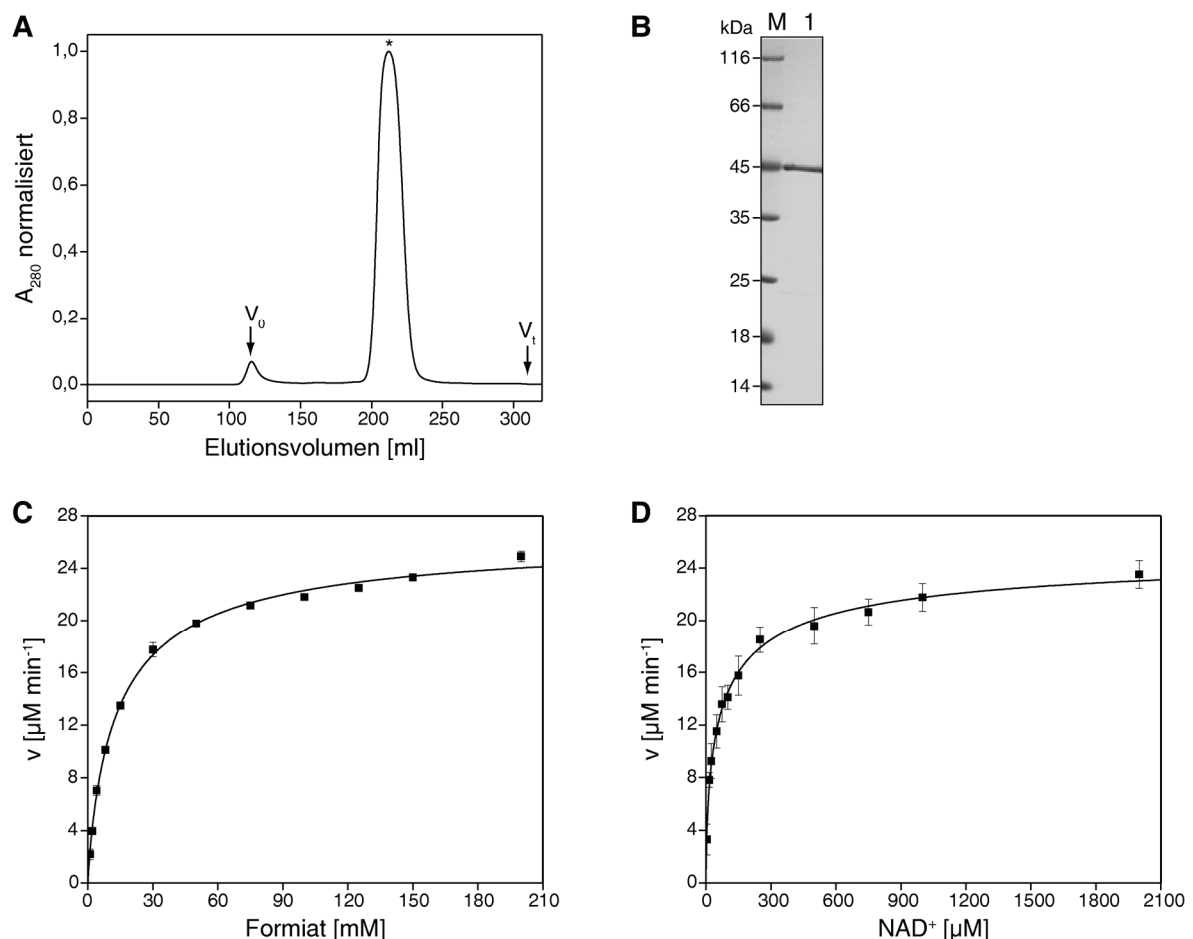 A
A280 normalisiert
1,0
0,8
0,6
0,4
0,2
0,0
*
V0
Vt
0 50 100 150 200 250 300
Elutionsvolumen [ml]
B
kDa M 1
116
66
45
35
25
18
14
C
v [µM min-1]
28
24
20
16
12
8
4
0
0 30 60 90 120 150 180 210
Formiat [mM]
D
v [µM min-1]
28
24
20
16
12
8
4
0
0 300 600 900 1200 1500 1800 2100
NAD+ [µM]